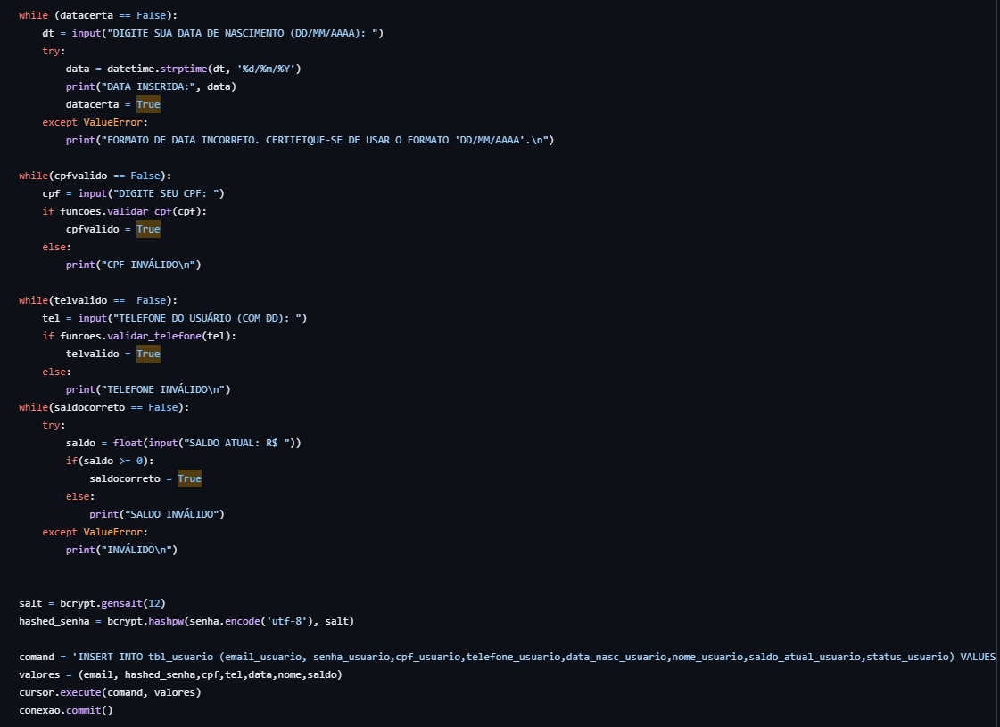 while (datacerta == False):
    dt = input("DIGITE SUA DATA DE NASCIMENTO (DD/MM/AAAA): ")
    try:
        data = datetime.strptime(dt, '%d/%m/%Y')
        print("DATA INSERIDA:", data)
        datacerta = True
    except ValueError:
        print("FORMATO DE DATA INCORRETO. CERTIFIQUE-SE DE USAR O FORMATO 'DD/MM/AAAA'.\n")
while(cpfvalido == False):
    cpf = input("DIGITE SEU CPF: ")
    if funcoes.validar_cpf(cpf):
        cpfvalido = True
    else:
        print("CPF INVÁLIDO\n")
while(telvalido ==  False):
    tel = input("TELEFONE DO USUÁRIO (COM DD): ")
    if funcoes.validar_telefone(tel):
        telvalido = True
    else:
        print("TELEFONE INVÁLIDO\n")
while(saldocorreto == False):
    try:
        saldo = float(input("SALDO ATUAL: R$ "))
        if(saldo >= 0):
            saldocorreto = True
        else:
            print("SALDO INVÁLIDO")
    except ValueError:
        print("INVÁLIDO\n")
salt = bcrypt.gensalt(12)
hashed_senha = bcrypt.hashpw(senha.encode('utf-8'), salt)
comand = 'INSERT INTO tbl_usuario (email_usuario, senha_usuario,cpf_usuario,telefone_usuario,data_nasc_usuario,nome_usuario,saldo_atual_usuario,status_usuario) VALUES
valores = (email, hashed_senha,cpf,tel,data,nome,saldo)
cursor.execute(comand, valores)
conexao.commit()